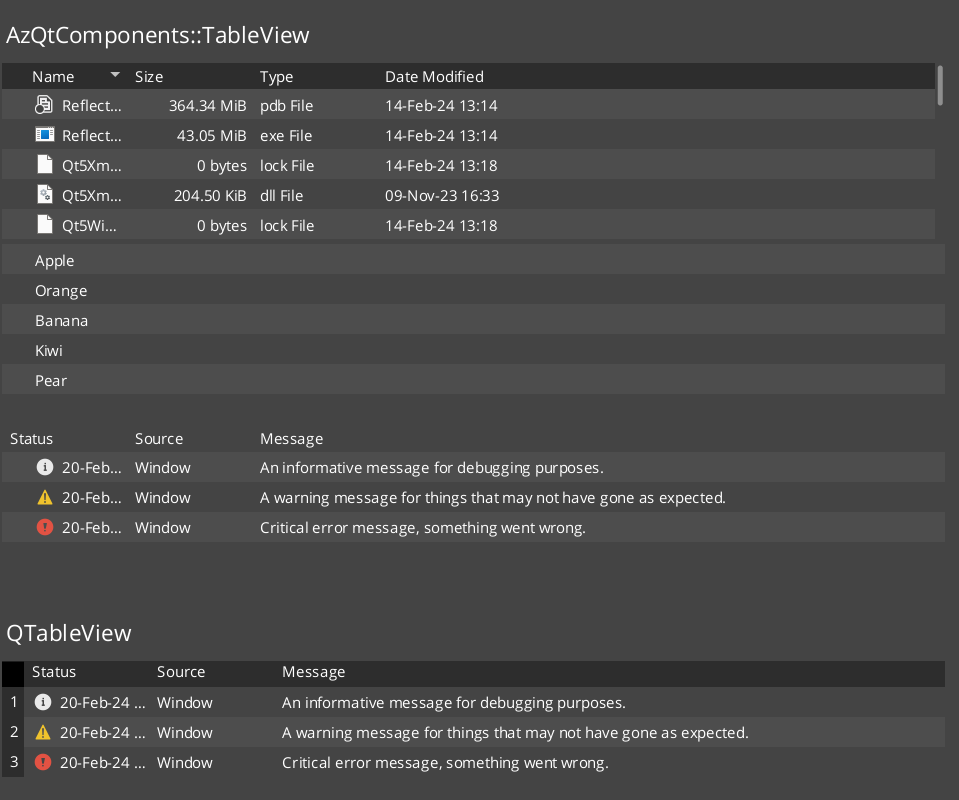 AzQtComponents::TableView
Name Size Type Date Modified
Reflect... 364.34 MiB pdb File 14-Feb-24 13:14
Reflect... 43.05 MiB exe File 14-Feb-24 13:14
Qt5Xm... 0 bytes lock File 14-Feb-24 13:18
Qt5Xm... 204.50 KiB dll File 09-Nov-23 16:33
Qt5Wi... 0 bytes lock File 14-Feb-24 13:18
Apple
Orange
Banana
Kiwi
Pear
Status Source Message
20-Feb... Window An informative message for debugging purposes.
20-Feb... Window A warning message for things that may not have gone as expected.
20-Feb... Window Critical error message, something went wrong.
QTableView
Status Source Message
1 20-Feb-24 ... Window An informative message for debugging purposes.
2 20-Feb-24 ... Window A warning message for things that may not have gone as expected.
3 20-Feb-24 ... Window Critical error message, something went wrong.